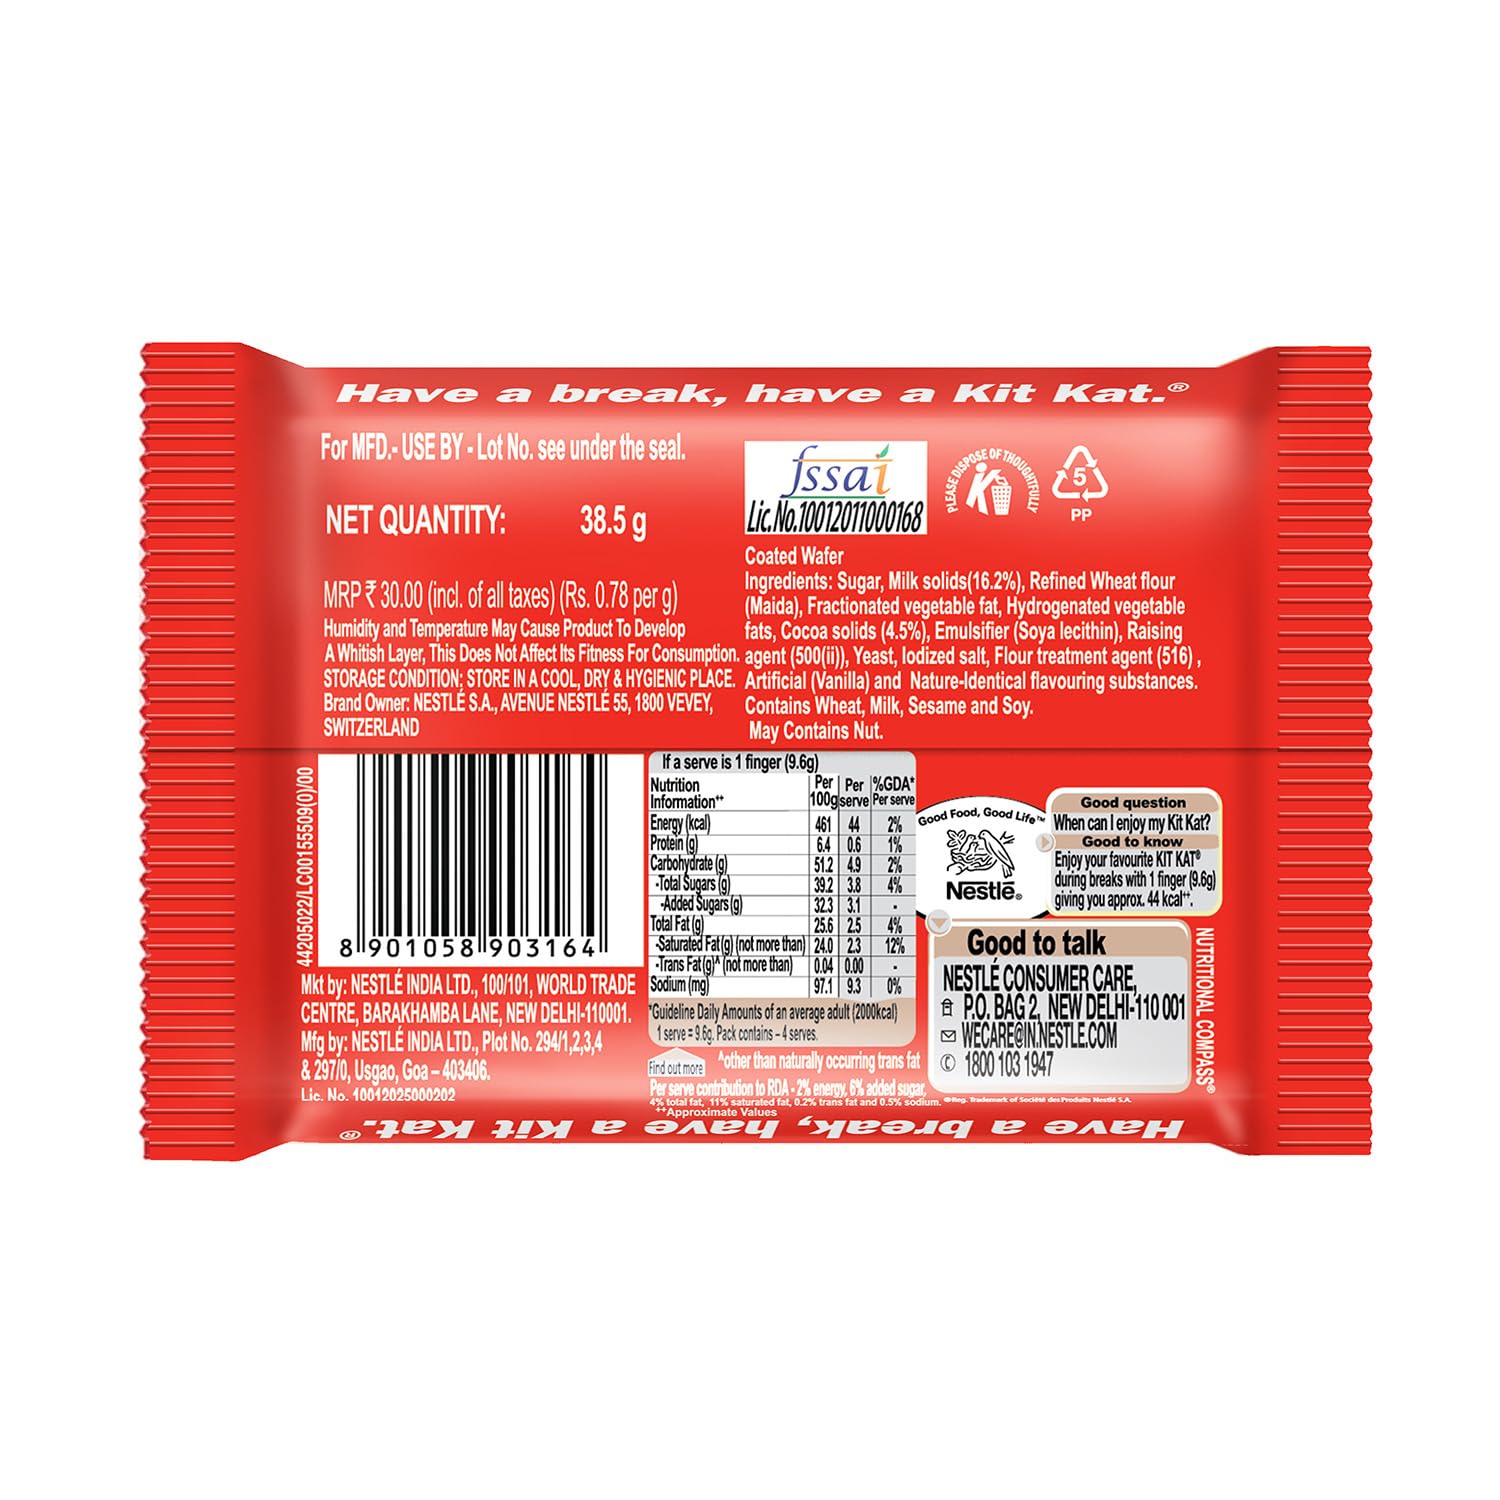 Have a break, have a Kit Kat.®
For MFD.- USE BY - Lot No. see under the seal.
NET QUANTITY: 38.5 g
MRP ₹ 30.00 (incl. of all taxes) (Rs. 0.78 per g)
Humidity and Temperature May Cause Product To Develop
A Whitish Layer, This Does Not Affect Its Fitness For Consumption.
STORAGE CONDITION: STORE IN A COOL, DRY & HYGIENIC PLACE.
Brand Owner: NESTLÉ S.A., AVENUE NESTLÉ 55, 1800 VEVEY,
SWITZERLAND
fssai
Lic. No. 10012011000168
PLEASE DISPOSE OF THOUGHTFULLY
5
PP
Coated Wafer
Ingredients: Sugar, Milk solids(16.2%), Refined Wheat flour
(Maida), Fractionated vegetable fat, Hydrogenated vegetable
fats, Cocoa solids (4.5%), Emulsifier (Soya lecithin), Raising
agent (500(ii)), Yeast, Iodized salt, Flour treatment agent (516) ,
Artificial (Vanilla) and Nature-Identical flavouring substances.
Contains Wheat, Milk, Sesame and Soy.
May Contains Nut.
44205022/LC00155509(0)/00
8 901058 903164
Mkt by: NESTLÉ INDIA LTD., 100/101, WORLD TRADE
CENTRE, BARAKHAMBA LANE, NEW DELHI-110001.
Mfg by: NESTLÉ INDIA LTD., Plot No. 294/1,2,3,4
& 297/0, Usgao, Goa – 403406.
Lic. No. 10012025000202
If a serve is 1 finger (9.6g)
Nutrition Information** Per 100g Per serve %GDA* Per serve
Energy (kcal) 461 44 2%
Protein (g) 6.4 0.6 1%
Carbohydrate (g) 51.2 4.9 2%
-Total Sugars (g) 39.2 3.8 4%
-Added Sugars (g) 32.3 3.1 -
Total Fat (g) 25.6 2.5 4%
-Saturated Fat (g) (not more than) 24.0 2.3 12%
-Trans Fat (g)^ (not more than) 0.04 0.00 -
Sodium (mg) 97.1 9.3 0%
*Guideline Daily Amounts of an average adult (2000kcal)
1 serve = 9.6g. Pack contains – 4 serves.
Find out more
^other than naturally occurring trans fat
Per serve contribution to RDA - 2% energy, 6% added sugar,
4% total fat, 11% saturated fat, 0.2% trans fat and 0.5% sodium.
++Approximate Values
Good Food, Good Life™
Nestlé®
Good question
When can I enjoy my Kit Kat?
Good to know
Enjoy your favourite KIT KAT®
during breaks with 1 finger (9.6g)
giving you approx. 44 kcal++.
Good to talk
NESTLÉ CONSUMER CARE,
P.O. BAG 2, NEW DELHI-110 001
WECARE@IN.NESTLE.COM
1800 103 1947
NUTRITIONAL COMPASS®
®Reg. Trademark of Société des Produits Nestlé S.A.
Have a break, have a Kit Kat.®